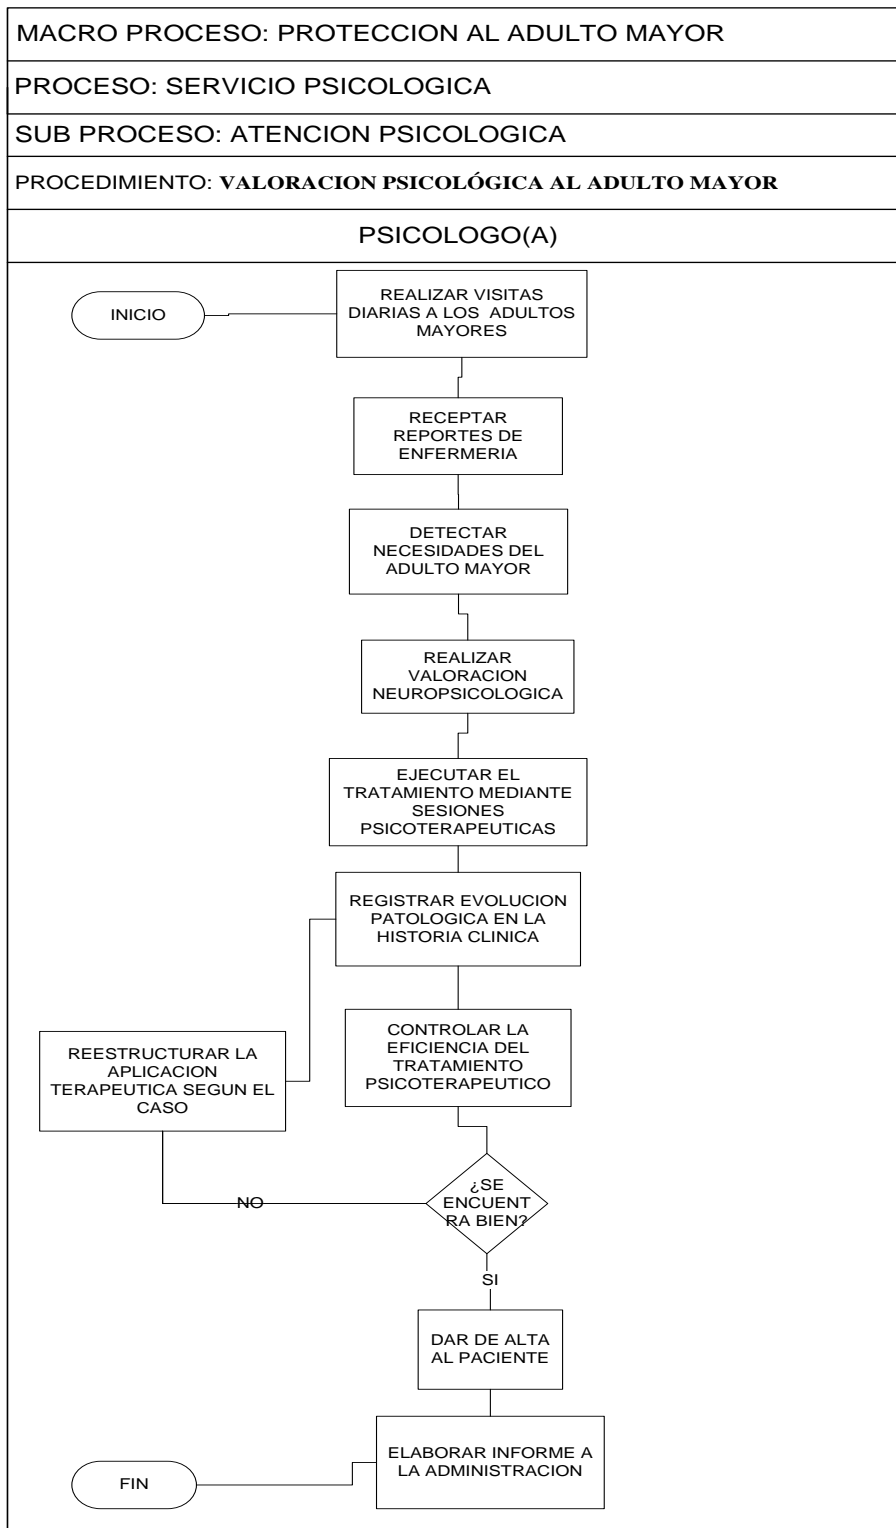 MACRO PROCESO: PROTECCION AL ADULTO MAYOR
PROCESO: SERVICIO PSICOLOGICA
SUB PROCESO: ATENCION PSICOLOGICA
PROCEDIMIENTO: VALORACION PSICOLÓGICA AL ADULTO MAYOR
PSICOLOGO(A)
INICIO
REALIZAR VISITAS
DIARIAS A LOS ADULTOS
MAYORES
RECEPTAR
REPORTES DE
ENFERMERIA
DETECTAR
NECESIDADES DEL
ADULTO MAYOR
REALIZAR
VALORACION
NEUROPSICOLOGICA
EJECUTAR EL
TRATAMIENTO MEDIANTE
SESIONES
PSICOTERAPEUTICAS
REGISTRAR EVOLUCION
PATOLOGICA EN LA
HISTORIA CLINICA
CONTROLAR LA
EFICIENCIA DEL
TRATAMIENTO
PSICOTERAPEUTICO
REESTRUCTURAR LA
APLICACION
TERAPEUTICA SEGUN EL
CASO
¿SE
ENCUENT
RA BIEN?
NO
SI
DAR DE ALTA
AL PACIENTE
ELABORAR INFORME A
LA ADMINISTRACION
FIN